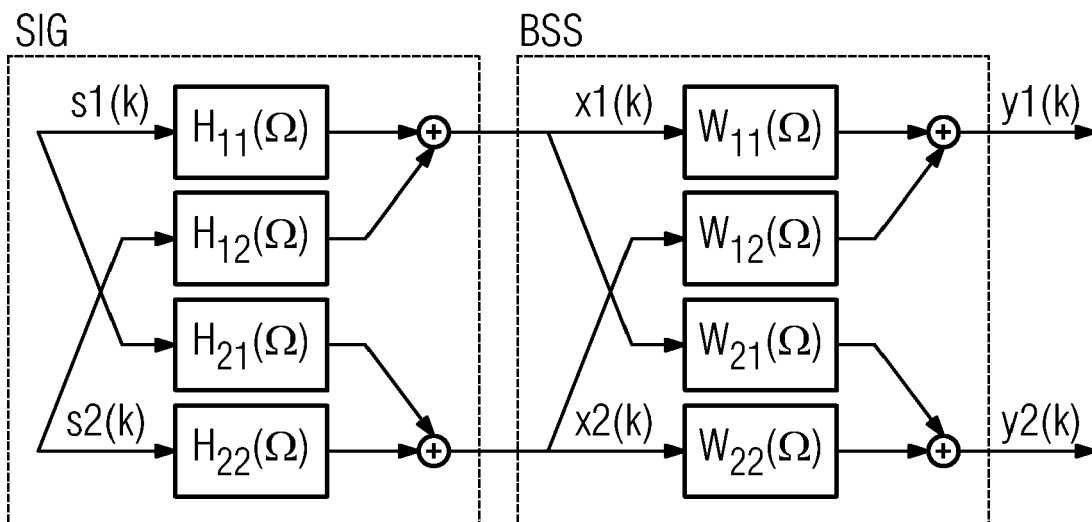 SIG
BSS
s1(k)
H11(Ω)
x1(k)
W11(Ω)
y1(k)
+
+
H12(Ω)
W12(Ω)
H21(Ω)
W21(Ω)
s2(k)
H22(Ω)
x2(k)
W22(Ω)
y2(k)
+
+